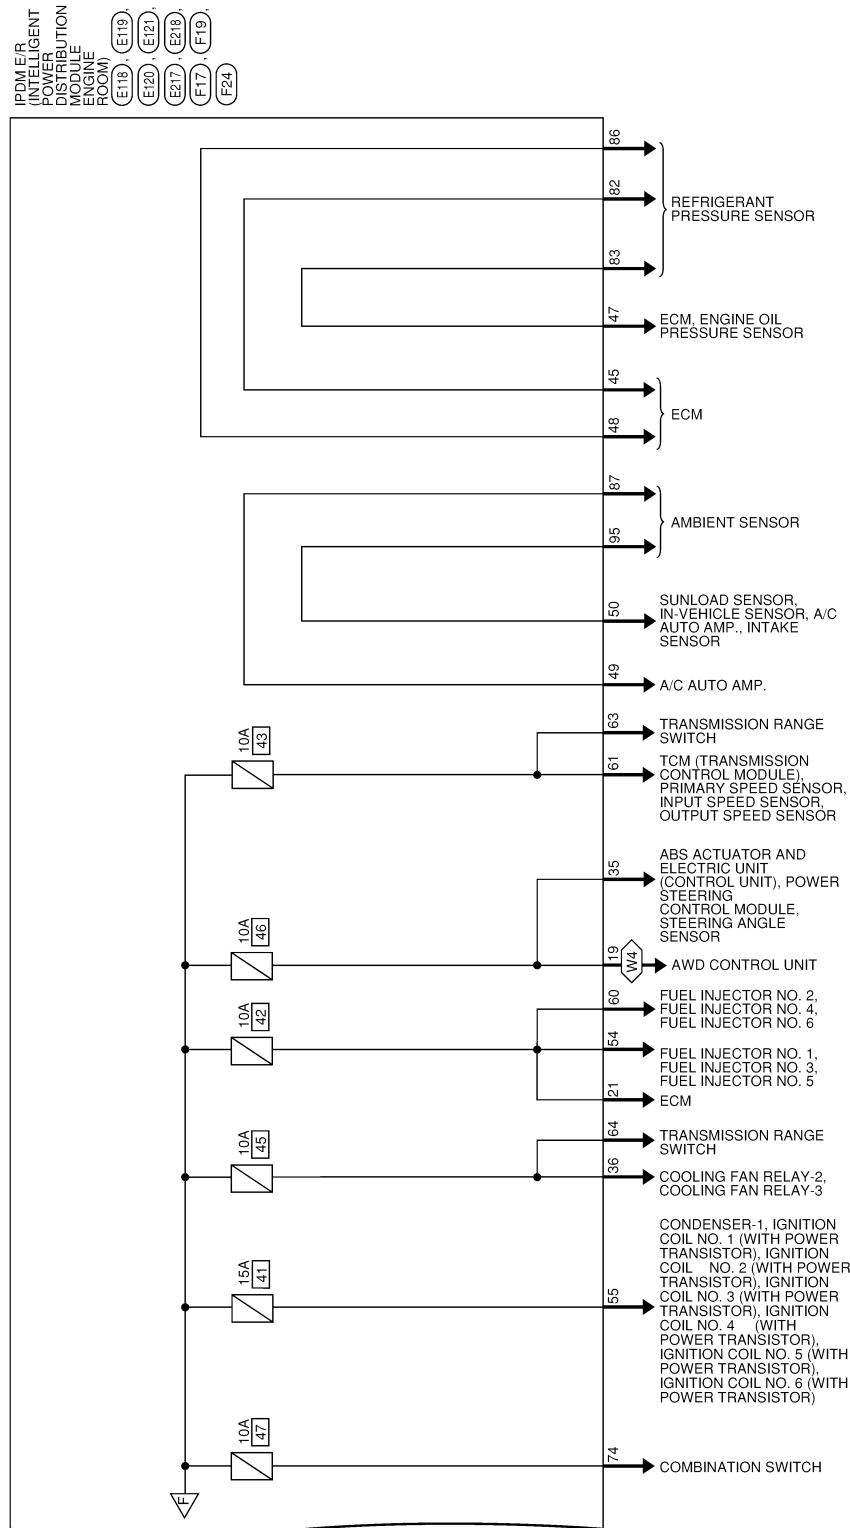 IPDM E/R
(INTELLIGENT
POWER
DISTRIBUTION
MODULE
ENGINE
ROOM)
E118 , E119 ,
E120 , E121 ,
E217 , E218 ,
F17 , F19 ,
F24
86
82
REFRIGERANT
PRESSURE SENSOR
83
47
ECM, ENGINE OIL
PRESSURE SENSOR
45
ECM
48
87
AMBIENT SENSOR
95
50
SUNLOAD SENSOR,
IN-VEHICLE SENSOR, A/C
AUTO AMP., INTAKE
SENSOR
49
A/C AUTO AMP.
63
TRANSMISSION RANGE
SWITCH
10A
43
61
TCM (TRANSMISSION
CONTROL MODULE),
PRIMARY SPEED SENSOR,
INPUT SPEED SENSOR,
OUTPUT SPEED SENSOR
35
ABS ACTUATOR AND
ELECTRIC UNIT
(CONTROL UNIT), POWER
STEERING
CONTROL MODULE,
STEERING ANGLE
SENSOR
10A
46
19
W4
AWD CONTROL UNIT
60
FUEL INJECTOR NO. 2,
FUEL INJECTOR NO. 4,
FUEL INJECTOR NO. 6
10A
42
54
FUEL INJECTOR NO. 1,
FUEL INJECTOR NO. 3,
FUEL INJECTOR NO. 5
21
ECM
64
TRANSMISSION RANGE
SWITCH
10A
45
36
COOLING FAN RELAY-2,
COOLING FAN RELAY-3
15A
41
55
CONDENSER-1, IGNITION
COIL NO. 1 (WITH POWER
TRANSISTOR), IGNITION
COIL NO. 2 (WITH POWER
TRANSISTOR), IGNITION
COIL NO. 3 (WITH POWER
TRANSISTOR), IGNITION
COIL NO. 4 (WITH
POWER TRANSISTOR),
IGNITION COIL NO. 5 (WITH
POWER TRANSISTOR),
IGNITION COIL NO. 6 (WITH
POWER TRANSISTOR)
10A
47
74
COMBINATION SWITCH
F